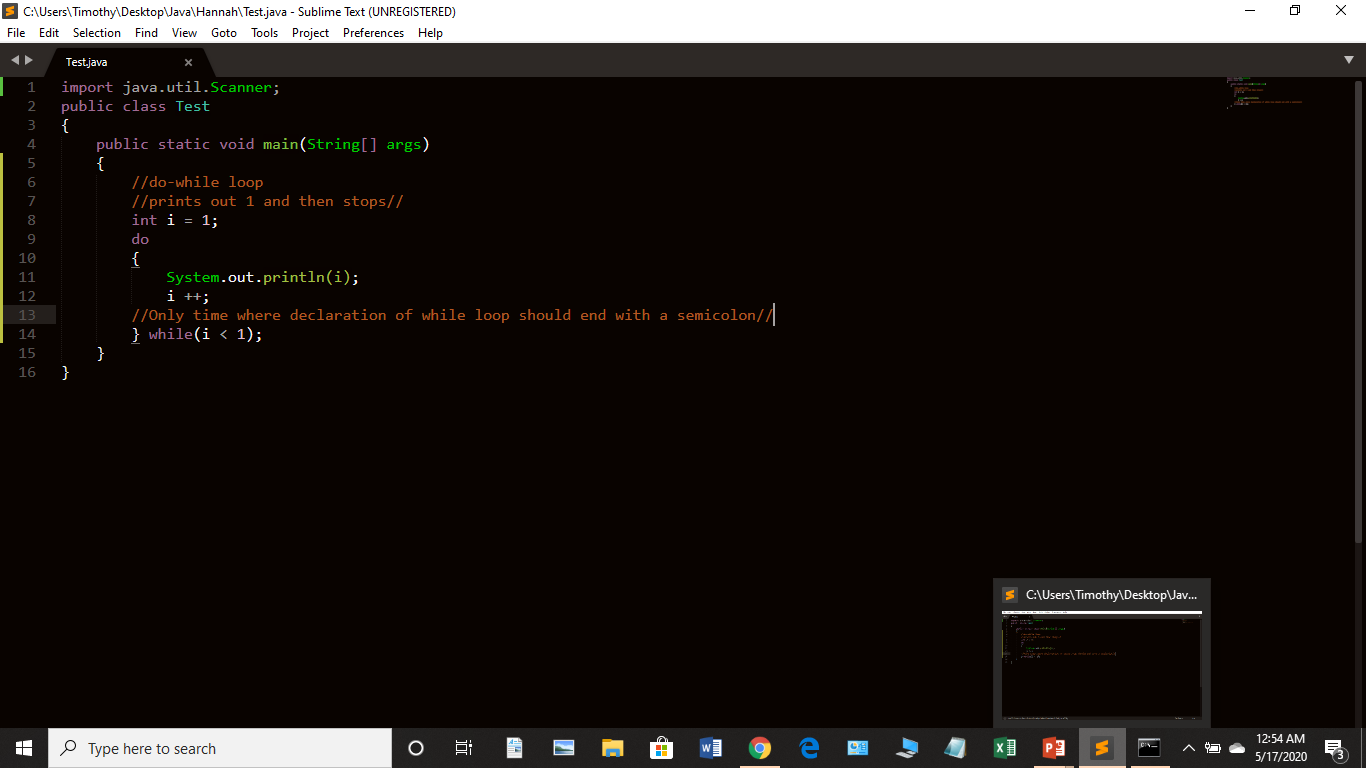 C:\Users\Timothy\Desktop\Java\Hannah\Test.java - Sublime Text (UNREGISTERED)
File Edit Selection Find View Goto Tools Project Preferences Help
Test.java
1 import java.util.Scanner;
2 public class Test
3 {
4 public static void main(String[] args)
5 {
6 //do-while loop
7 //prints out 1 and then stops//
8 int i = 1;
9 do
10 {
11 System.out.println(i);
12 i ++;
13 //Only time where declaration of while loop should end with a semicolon//
14 } while(i < 1);
15 }
16 }
C:\Users\Timothy\Desktop\Jav...
Type here to search
12:54 AM
5/17/2020
3